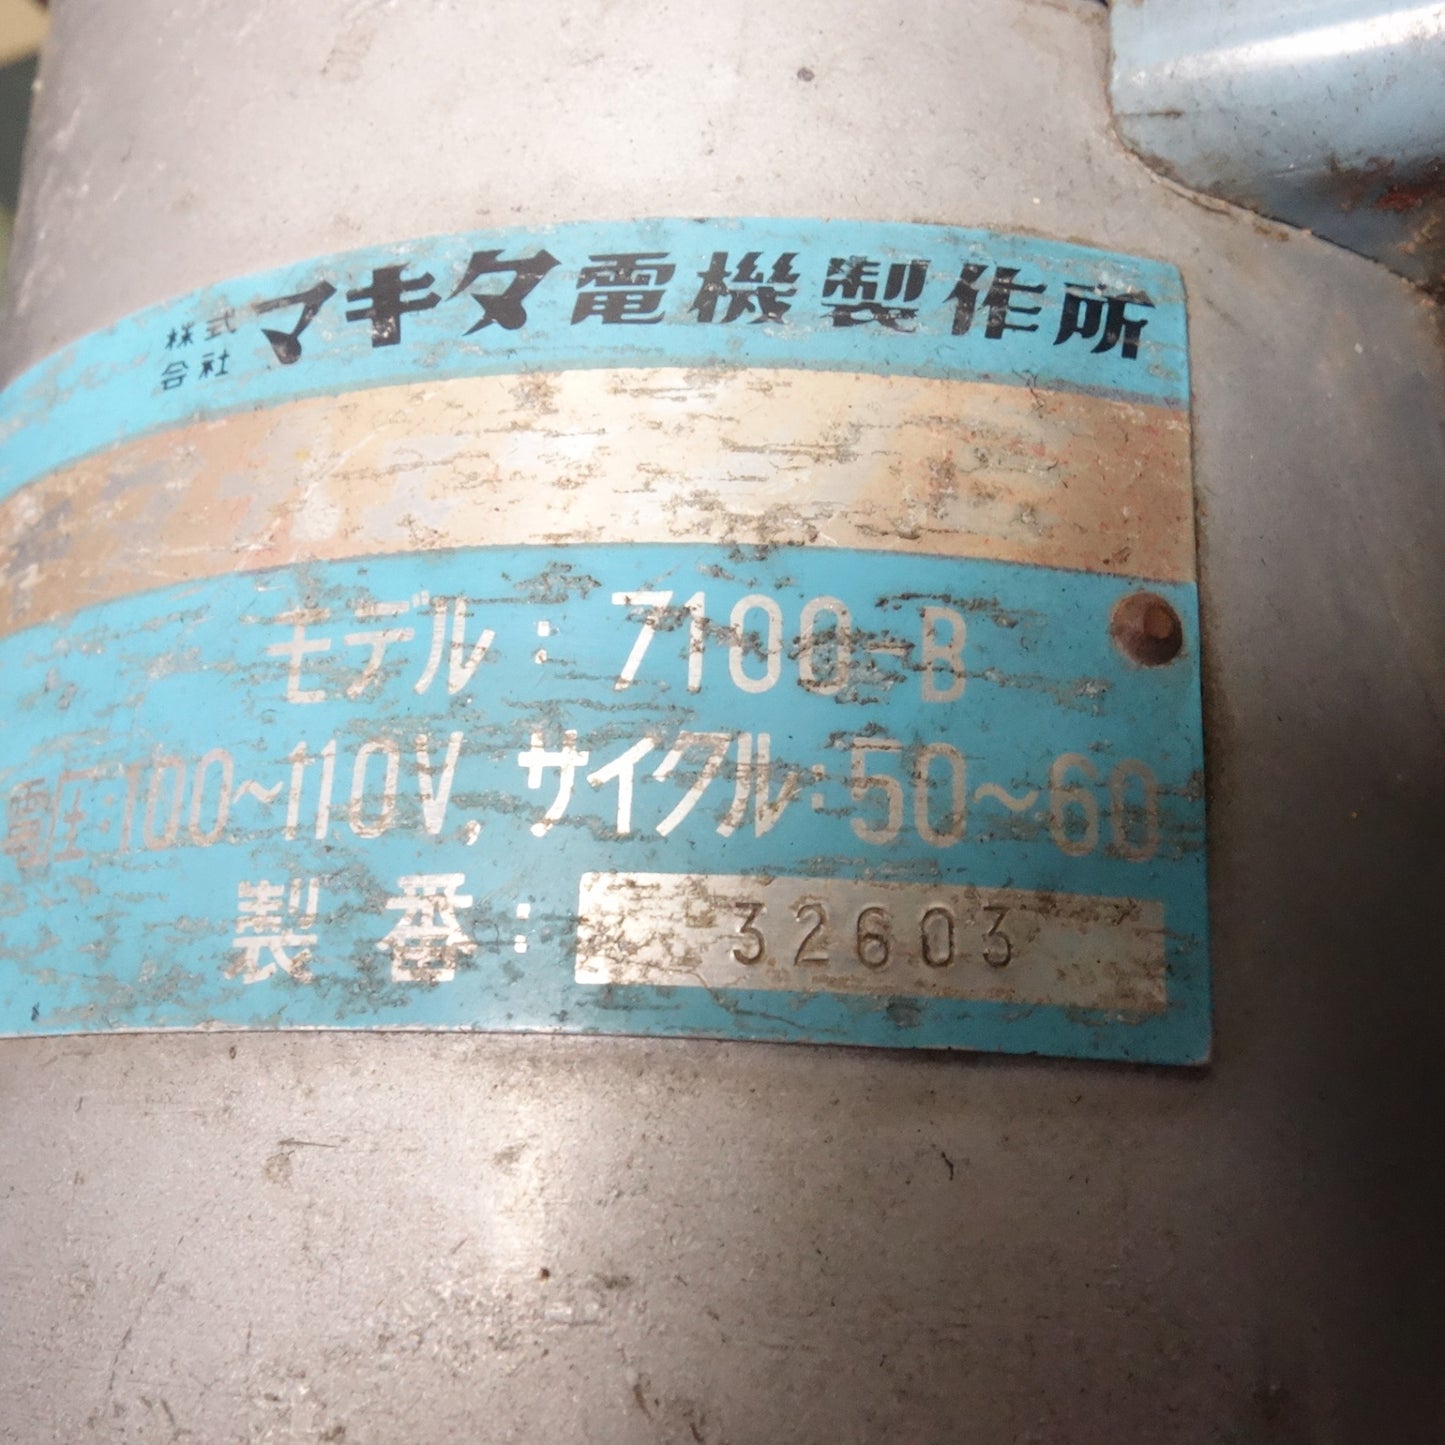 株式会社 マキタ電機製作所
モデル：7100-B
電圧：100～110V, サイクル：50～60
製番： 32603